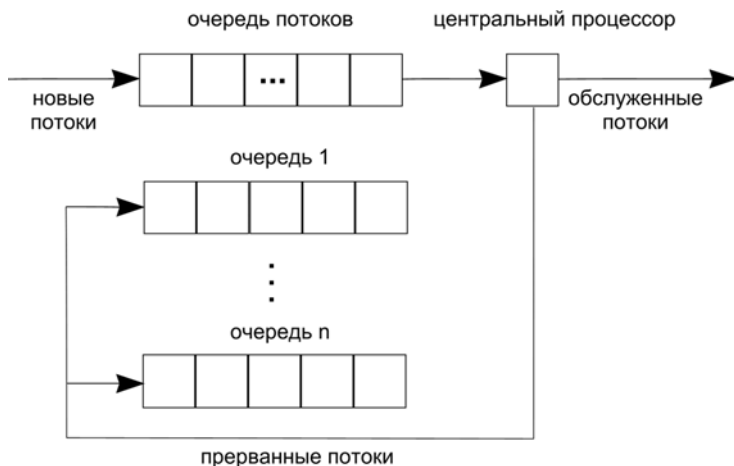 очередь потоков
центральный процессор
...
новые
потоки
обслуженные
потоки
очередь 1
очередь n
прерванные потоки